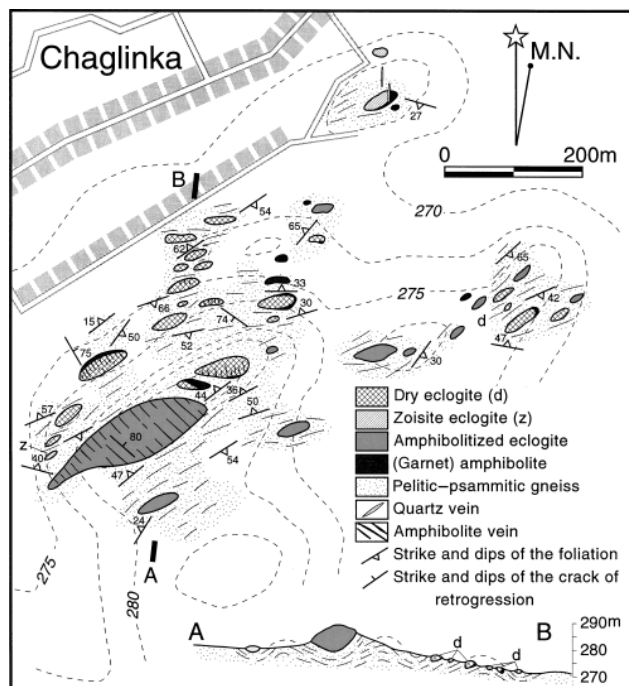 Chaglinka
M.N.
0 200m
27
B
54
65
270
62
65
33
275
42
66
30
d
15
50
74
47
75
52
30
44
36
57
50
80
z
40
47
54
24
A
275
280
Dry eclogite (d)
Zoisite eclogite (z)
Amphibolitized eclogite
(Garnet) amphibolite
Pelitic–psammitic gneiss
Quartz vein
Amphibolite vein
Strike and dips of the foliation
Strike and dips of the crack of
retrogression
A B
290m
d d
280
270